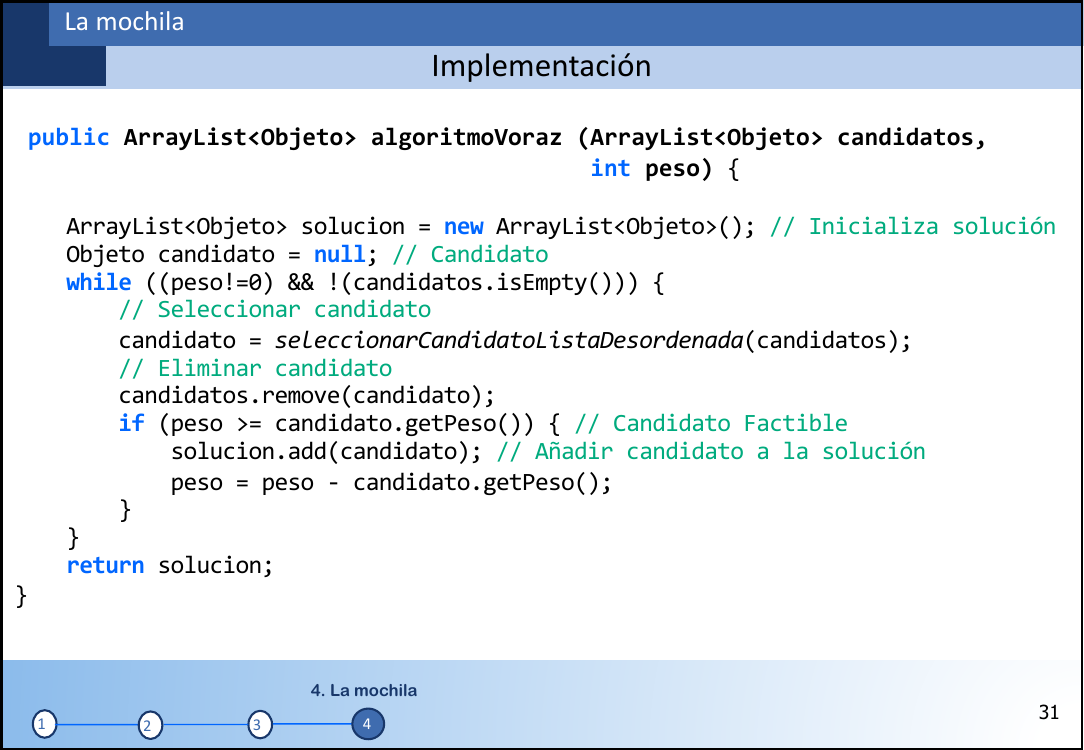 La mochila
Implementación
public ArrayList<Objeto> algoritmoVoraz (ArrayList<Objeto> candidatos,
int peso) {
ArrayList<Objeto> solucion = new ArrayList<Objeto>(); // Inicializa solución
Objeto candidato = null; // Candidato
while ((peso!=0) && !(candidatos.isEmpty())) {
// Seleccionar candidato
candidato = seleccionarCandidatoListaDesordenada(candidatos);
// Eliminar candidato
candidatos.remove(candidato);
if (peso >= candidato.getPeso()) { // Candidato Factible
solucion.add(candidato); // Añadir candidato a la solución
peso = peso - candidato.getPeso();
}
}
return solucion;
}
4. La mochila
1 2 3 4
31